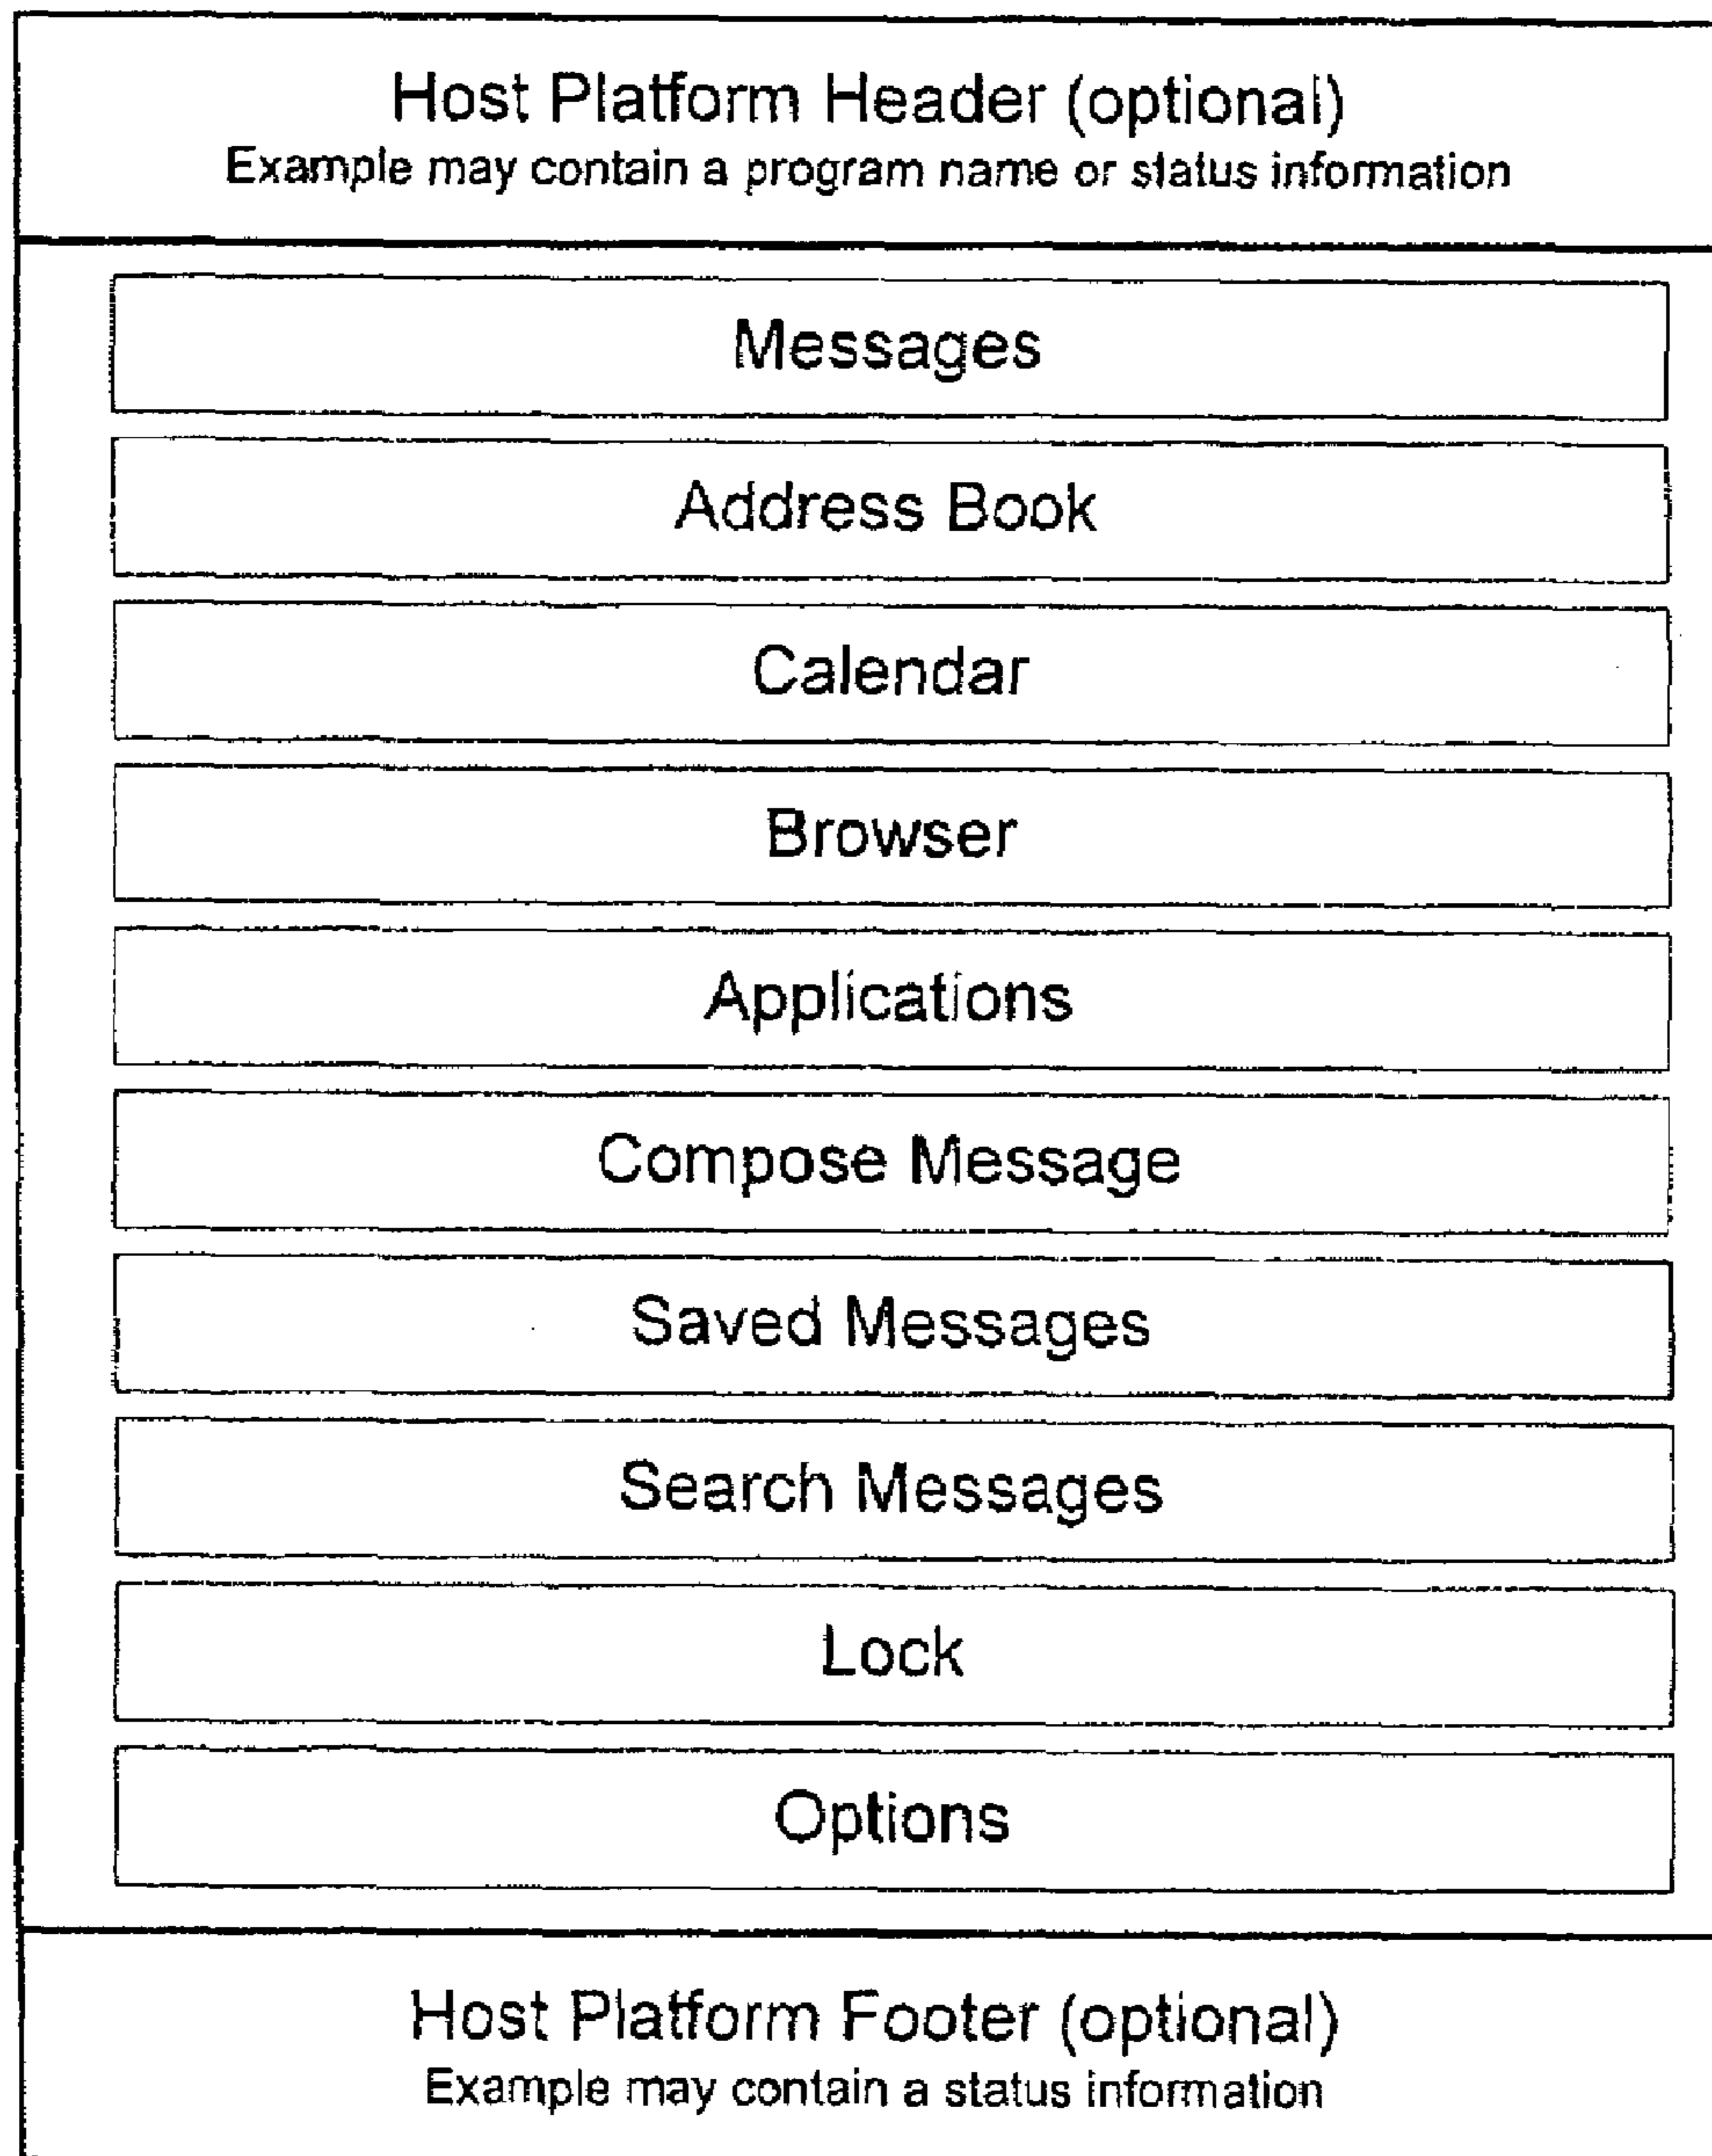 Host Platform Header (optional)
Example may contain a program name or status information
Messages
Address Book
Calendar
Browser
Applications
Compose Message
Saved Messages
Search Messages
Lock
Options
Host Platform Footer (optional)
Example may contain a status information